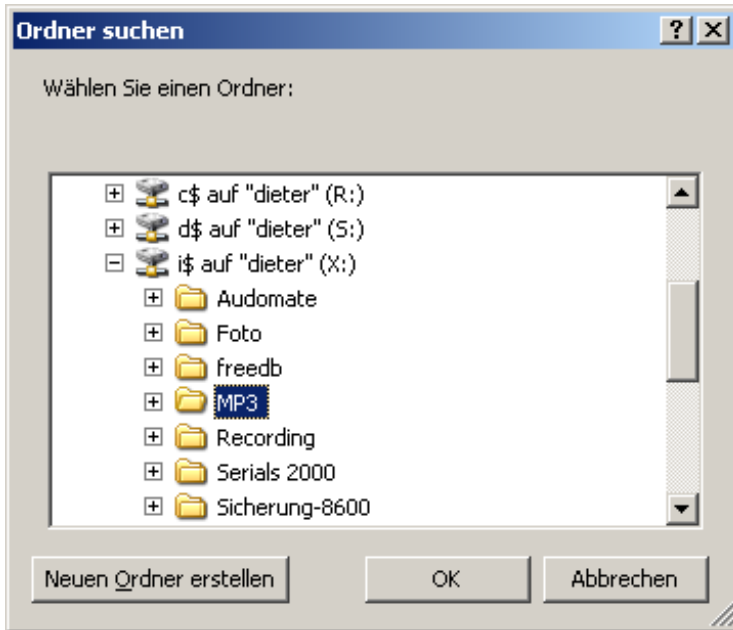 Ordner suchen
Wählen Sie einen Ordner:
c$ auf "dieter" (R:)
d$ auf "dieter" (S:)
i$ auf "dieter" (X:)
Audomate
Foto
freedb
MP3
Recording
Serials 2000
Sicherung-8600
Neuen Ordner erstellen OK Abbrechen